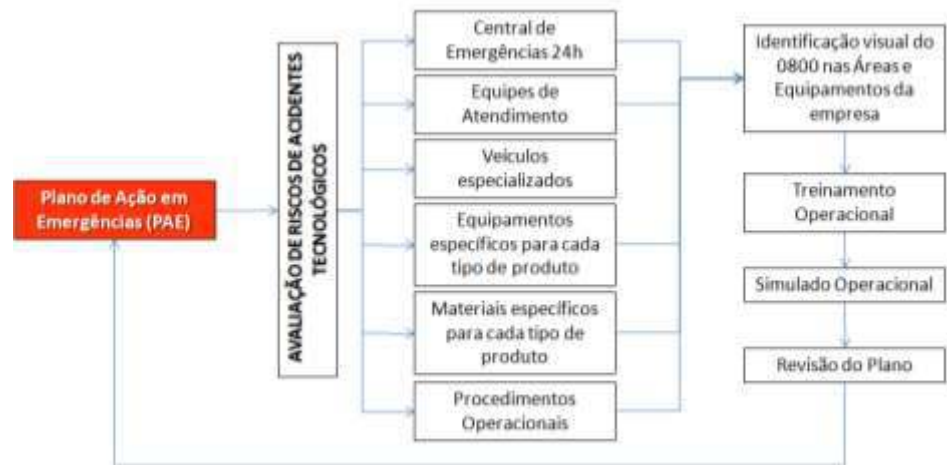 Plano de Ação em
Emergências (PAE)
AVALIAÇÃO DE RISCOS DE ACIDENTES
TECNOLÓGICOS
Central de
Emergências 24h
Equipes de
Atendimento
Veículos
especializados
Equipamentos
específicos para cada
tipo de produto
Materiais específicos
para cada tipo de
produto
Procedimentos
Operacionais
Identificação visual do
0800 nas Áreas e
Equipamentos da
empresa
Treinamento
Operacional
Simulado Operacional
Revisão do Plano